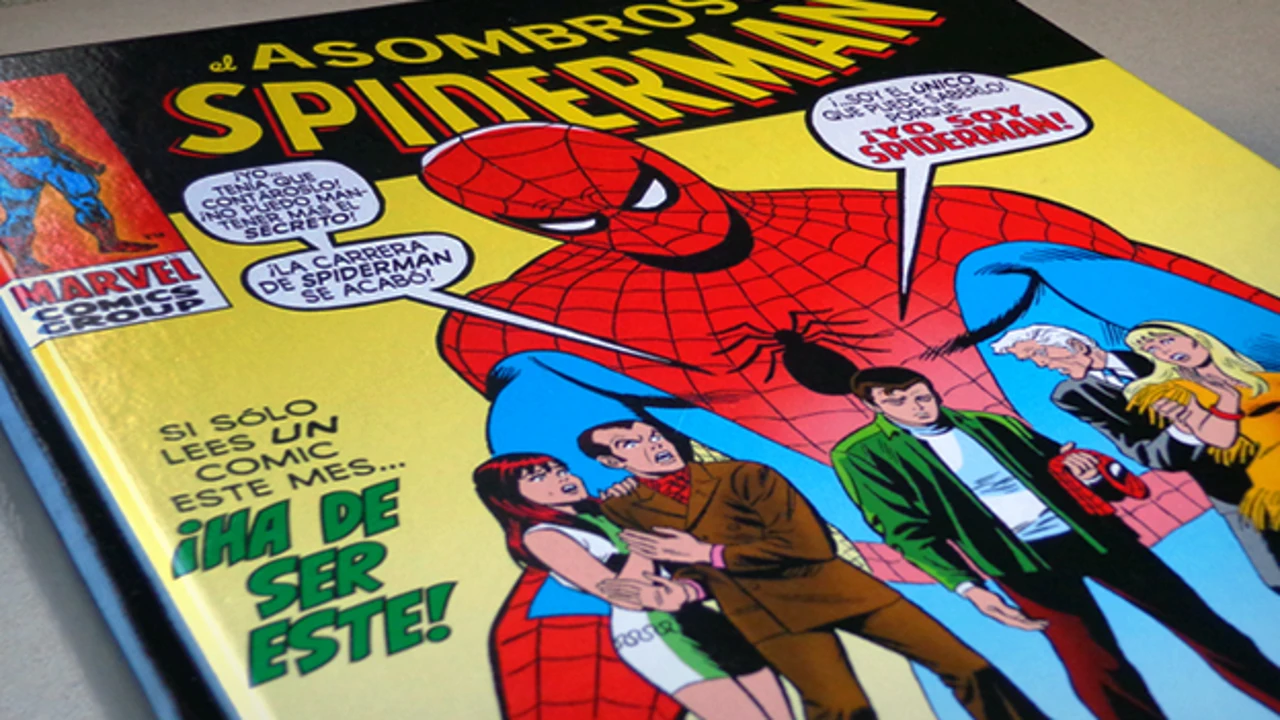 el ASOMBROSO
SPIDERMAN
MARVEL
COMICS
GROUP
¡YO...
TENÍA QUE
CONTÁROSLO!
¡NO PUEDO MAN-
TENER MÁS EL
SECRETO!
¡LA CARRERA
DE SPIDERMAN
SE ACABÓ!
¡...SOY EL ÚNICO
QUE PUEDE SABERLO!
PORQUE...
¡YO SOY
SPIDERMAN!
SI SÓLO
LEES UN
COMIC
ESTE MES...
¡HA DE
SER
ESTE!